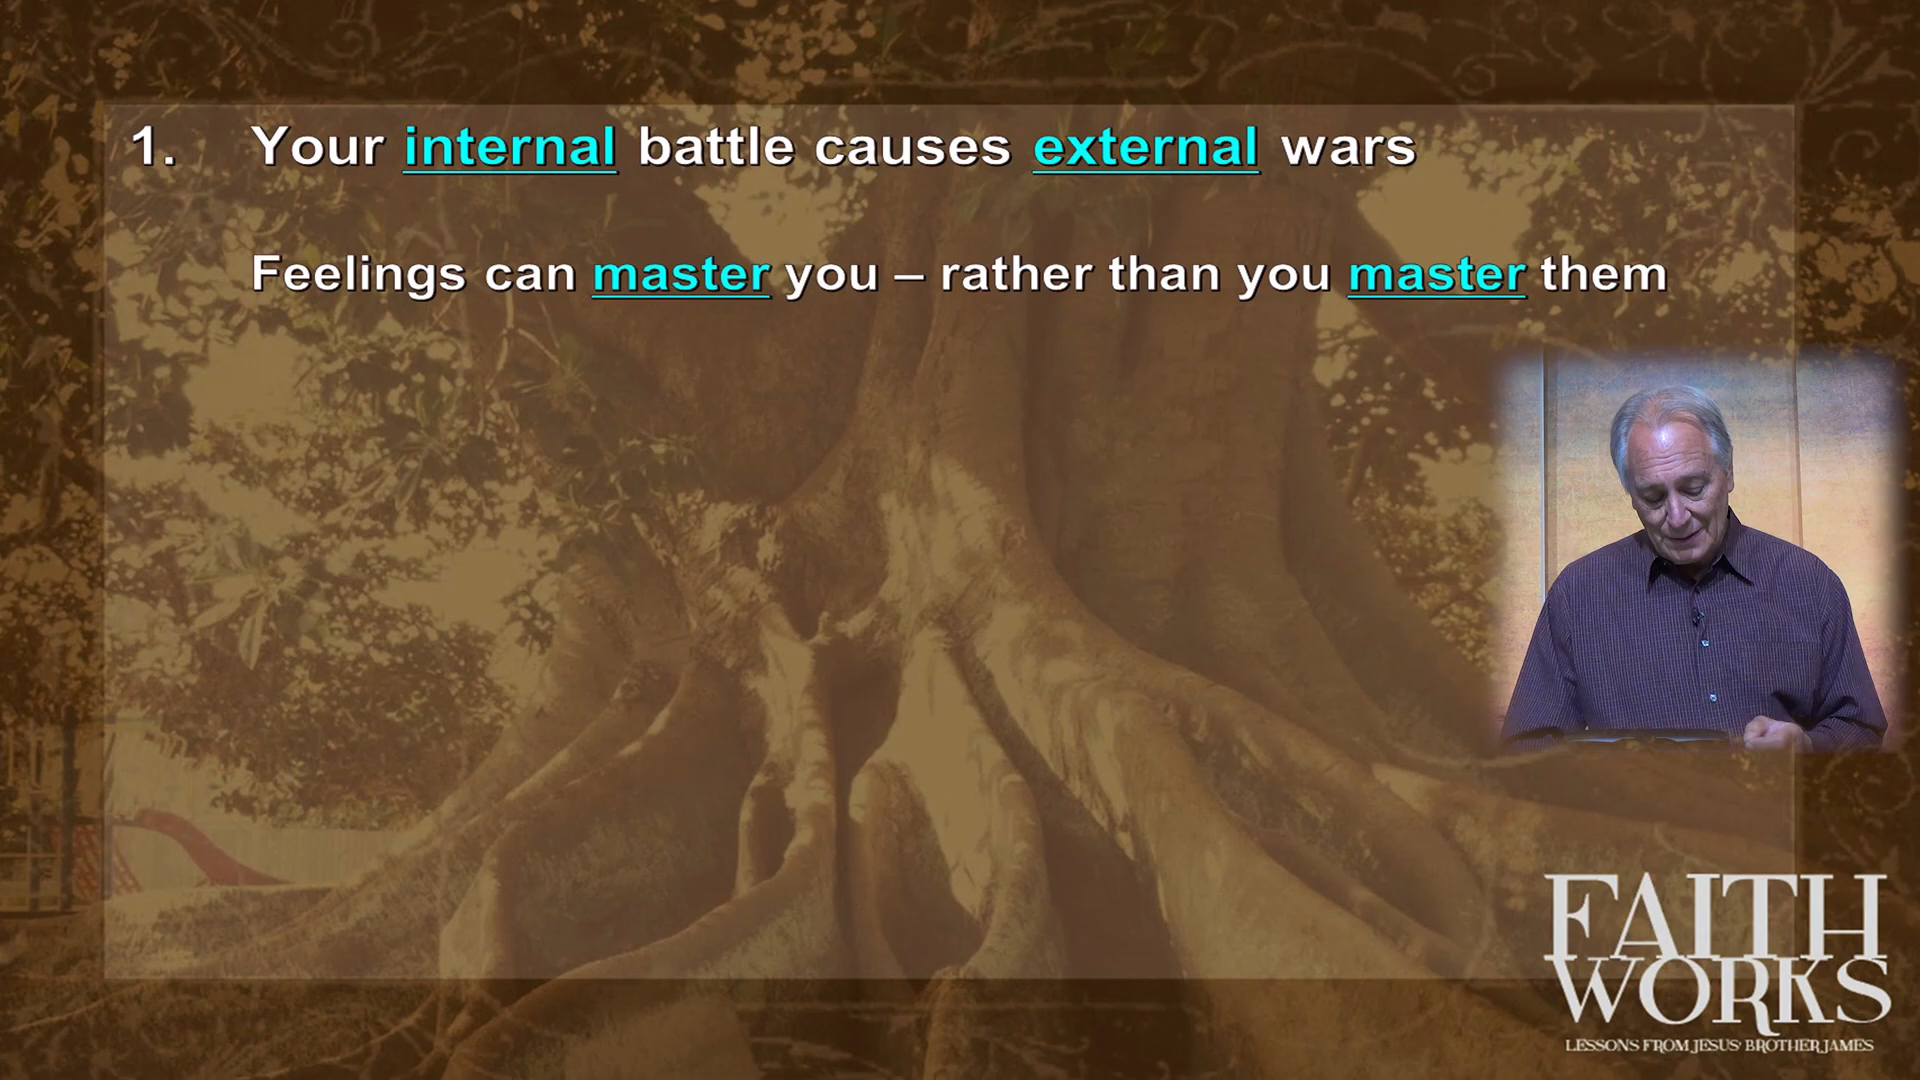 1. Your internal battle causes external wars
Feelings can master you – rather than you master them
FAITH
WORKS
LESSONS FROM JESUS' BROTHER JAMES